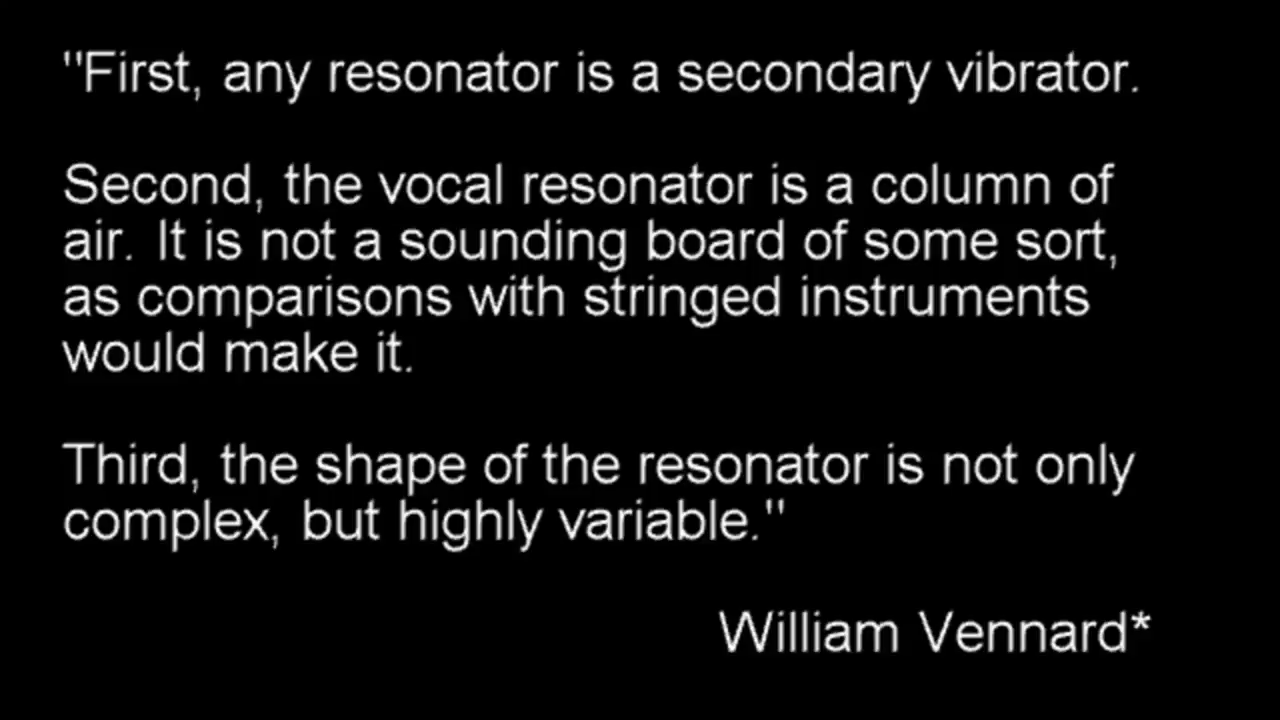 "First, any resonator is a secondary vibrator.
Second, the vocal resonator is a column of
air. It is not a sounding board of some sort,
as comparisons with stringed instruments
would make it.
Third, the shape of the resonator is not only
complex, but highly variable."
William Vennard*